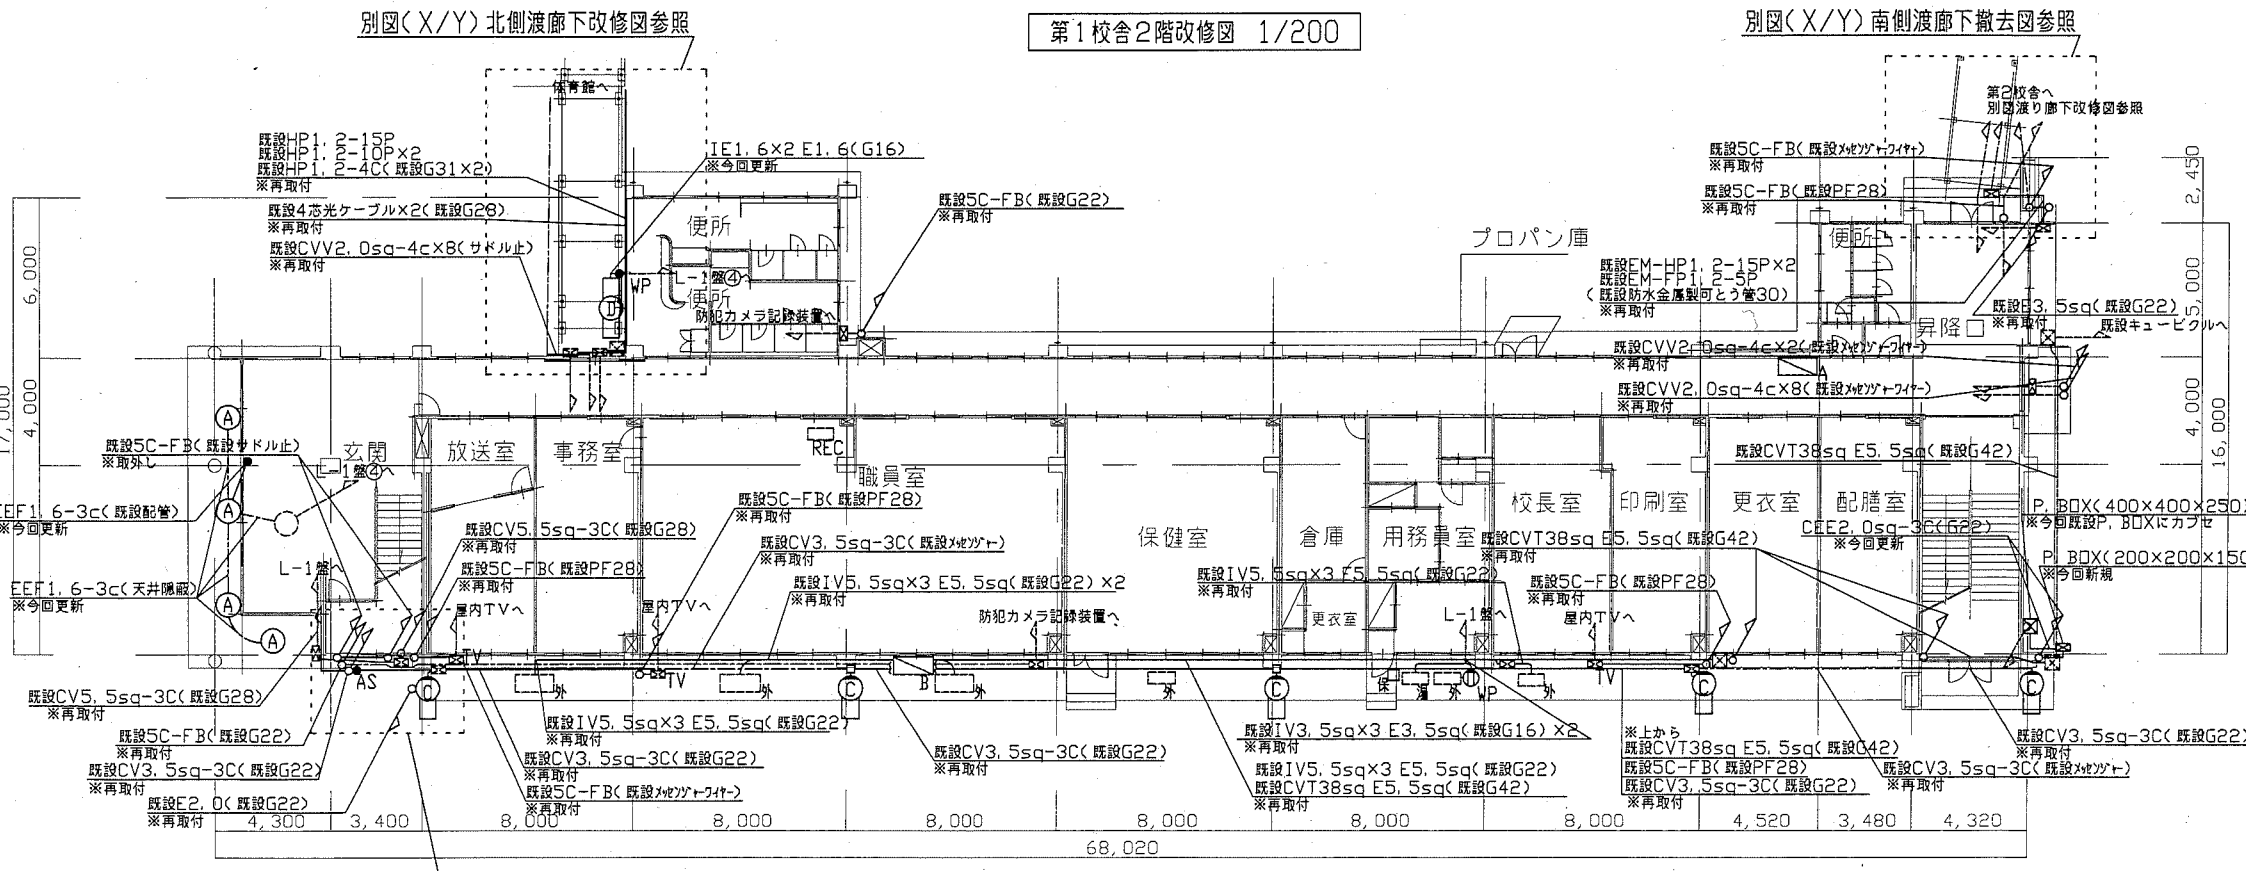 別図(X/Y)北側渡廊下改修図参照
第1校舎2階改修図 1/200
別図(X/Y)南側渡廊下撤去図参照
体育館へ
第2校舎へ
別図渡り廊下改修図参照
既設HP1, 2-15P
既設HP1, 2-10P×2
既設HP1, 2-4C(既設G31×2)
※再取付
IE1, 6×2 E1, 6(G16)
※今回更新
既設5C-FB(既設メッセンジャーワイヤー)
※再取付
既設4芯光ケーブル×2(既設G28)
※再取付
既設5C-FB(既設G22)
※再取付
既設5C-FB(既設PF28)
※再取付
既設CVV2, 0sq-4c×8(サドル止)
※再取付
便所
便所
便所
プロパン庫
L-1盤④へ
WP
D
防犯カメラ記録装置へ
既設EM-HP1, 2-15P×2
既設EM-FP1, 2-5P
(既設防水金属製可とう管30)
※再取付
既設E3, 5sq(既設G22)
※再取付
昇降口
既設キュービクルへ
既設CVV2, 0sq-4c×2(既設メッセンジャーワイヤー)
※再取付
A
既設CVV2, 0sq-4c×8(既設メッセンジャーワイヤー)
※再取付
2,450
5,000
4,000
16,000
6,000
4,000
17,000
A
既設5C-FB(既設サドル止)
※取外し
玄関
L-1盤④へ
放送室
事務室
REC
職員室
保健室
倉庫
用務員室
校長室
印刷室
更衣室
配膳室
既設CVT38sq E5, 5sq(既設G42)
EEF1, 6-3c(既設配管)
※今回更新
A
既設CV5, 5sq-3C(既設G28)
※再取付
既設5C-FB(既設PF28)
※再取付
既設CV3, 5sq-3C(既設メッセンジャー)
※再取付
既設CVT38sq E5, 5sq(既設G42)
※再取付
CEE2, 0sq-3C(G22)
※今回更新
P, BOX(400×400×250)
※今回既設P, BOXにカブセ
P, BOX(200×200×150
※今回新規
L-1盤へ
既設5C-FB(既設PF28)
※再取付
既設IV5, 5sq×3 E5, 5sq(既設G22)×2
※再取付
既設IV5, 5sq×3 E5, 5sq(既設G22)
※再取付
既設5C-FB(既設PF28)
※再取付
EEF1, 6-3c(天井隠蔽)
※今回更新
A
A
屋内TVへ
屋内TVへ
防犯カメラ記録装置へ
更衣室
L-1盤へ
屋内TVへ
TV
AS
C
外
TV
外
C
B
外
外
C
保
湯
外
WP
外
TV
C
C
既設CV5, 5sq-3C(既設G28)
※再取付
既設5C-FB(既設G22)
※再取付
既設CV3, 5sq-3C(既設G22)
※再取付
既設E2, 0(既設G22)
※再取付
既設IV5, 5sq×3 E5, 5sq(既設G22)
※再取付
既設CV3, 5sq-3C(既設G22)
※再取付
既設5C-FB(既設メッセンジャーワイヤー)
※再取付
既設CV3, 5sq-3C(既設G22)
※再取付
既設IV3, 5sq×3 E3, 5sq(既設G16)×2
※再取付
既設IV5, 5sq×3 E5, 5sq(既設G22)
既設CVT38sq E5, 5sq(既設G42)
※再取付
※上から
既設CVT38sq E5, 5sq(既設G42)
既設5C-FB(既設PF28)
既設CV3, 5sq-3C(既設G22)
※再取付
既設CV3, 5sq-3C(既設G22)
※再取付
既設CV3, 5sq-3C(既設メッセンジャー)
※再取付
4,300 3,400 8,000 8,000 8,000 8,000 8,000 8,000 4,520 3,480 4,320
68,020